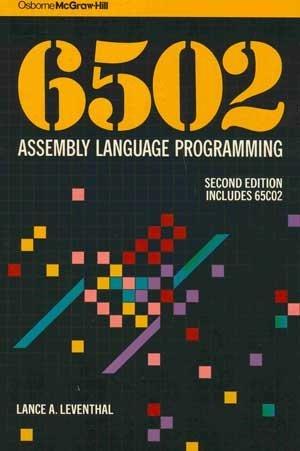 Osborne McGraw-Hill
6502
ASSEMBLY LANGUAGE PROGRAMMING
SECOND EDITION
INCLUDES 65C02
LANCE A. LEVENTHAL